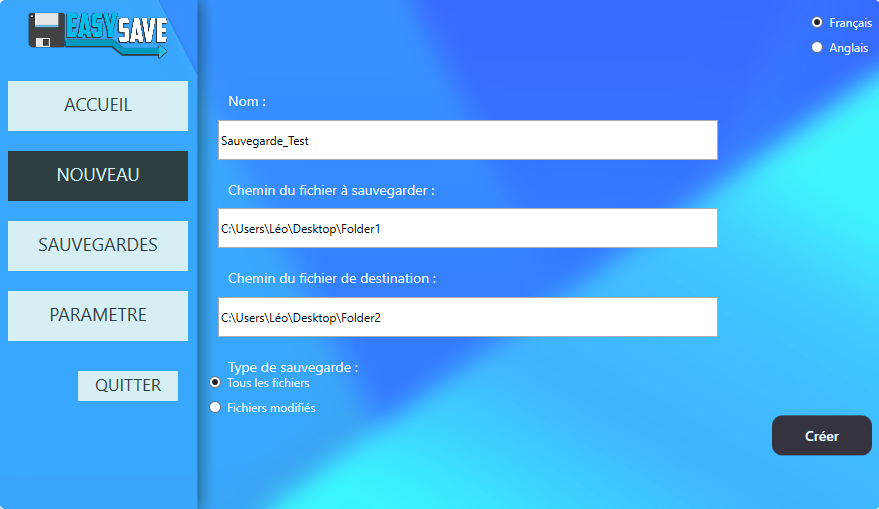 EASY SAVE
ACCUEIL
NOUVEAU
SAUVEGARDES
PARAMETRE
QUITTER
Français
Anglais
Nom :
Sauvegarde_Test
Chemin du fichier à sauvegarder :
C:\Users\Léo\Desktop\Folder1
Chemin du fichier de destination :
C:\Users\Léo\Desktop\Folder2
Type de sauvegarde :
Tous les fichiers
Fichiers modifiés
Créer